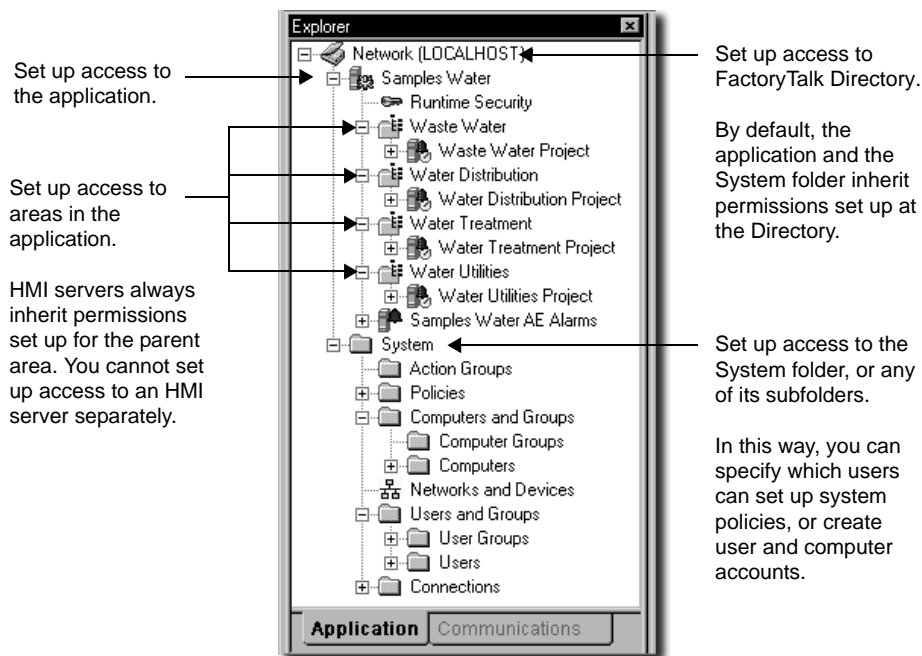 Explorer
Network (LOCALHOST)
Samples Water
Runtime Security
Waste Water
Waste Water Project
Water Distribution
Water Distribution Project
Water Treatment
Water Treatment Project
Water Utilities
Water Utilities Project
Samples Water AE Alarms
System
Action Groups
Policies
Computers and Groups
Computer Groups
Computers
Networks and Devices
Users and Groups
User Groups
Users
Connections
Application
Communications
Set up access to
the application.
Set up access to
areas in the
application.
HMI servers always
inherit permissions
set up for the parent
area. You cannot set
up access to an HMI
server separately.
Set up access to
FactoryTalk Directory.
By default, the
application and the
System folder inherit
permissions set up at
the Directory.
Set up access to the
System folder, or any
of its subfolders.
In this way, you can
specify which users
can set up system
policies, or create
user and computer
accounts.